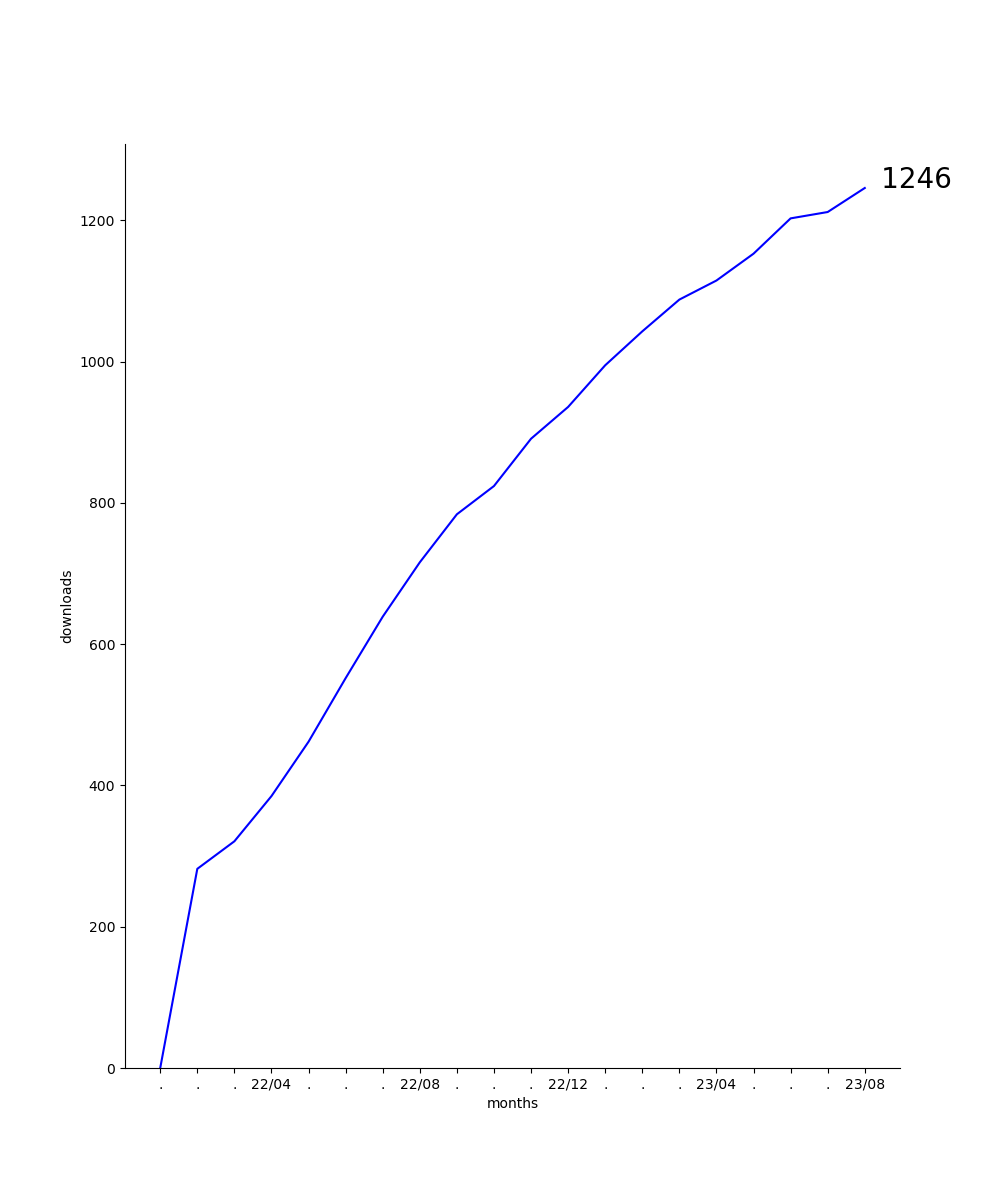 1246
1200
1000
800
600
400
200
0
downloads
. . . 22/04 . . . 22/08 . . . 22/12 . . . 23/04 . . . 23/08
months